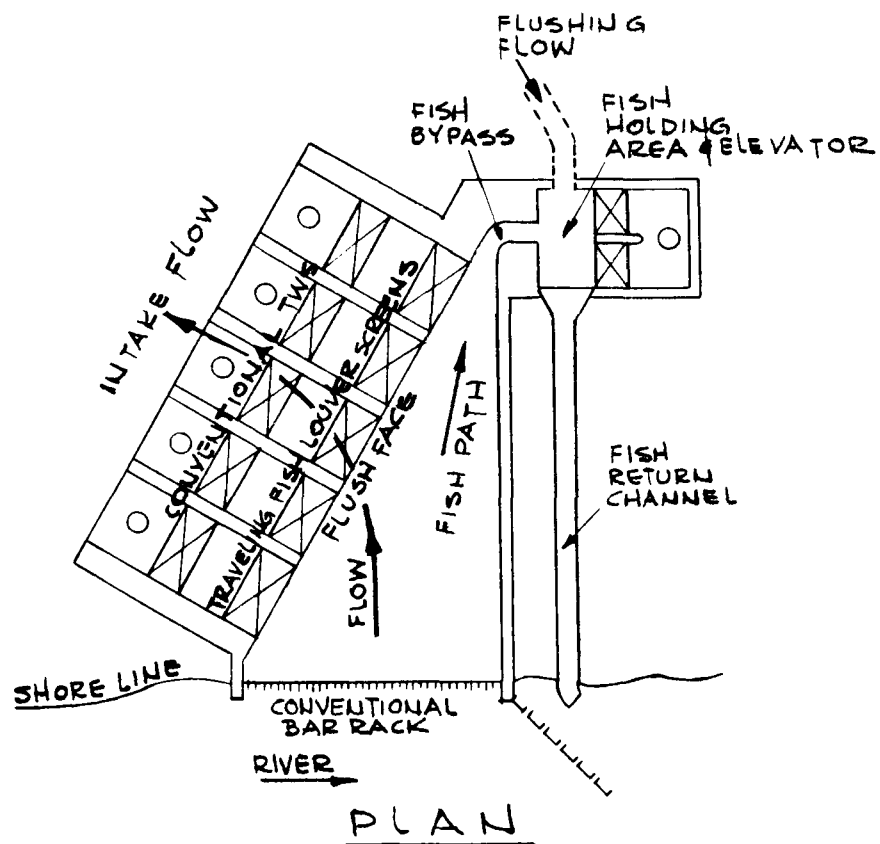 FLUSHING
FLOW
FISH
BYPASS
FISH
HOLDING
AREA & ELEVATOR
INTAKE FLOW
CONVENTIONAL TWS
TRAVELING FISH LOUVER SCREENS
FLUSH FACE
FISH PATH
FLOW
FISH
RETURN
CHANNEL
SHORE LINE
CONVENTIONAL
BAR RACK
RIVER
PLAN